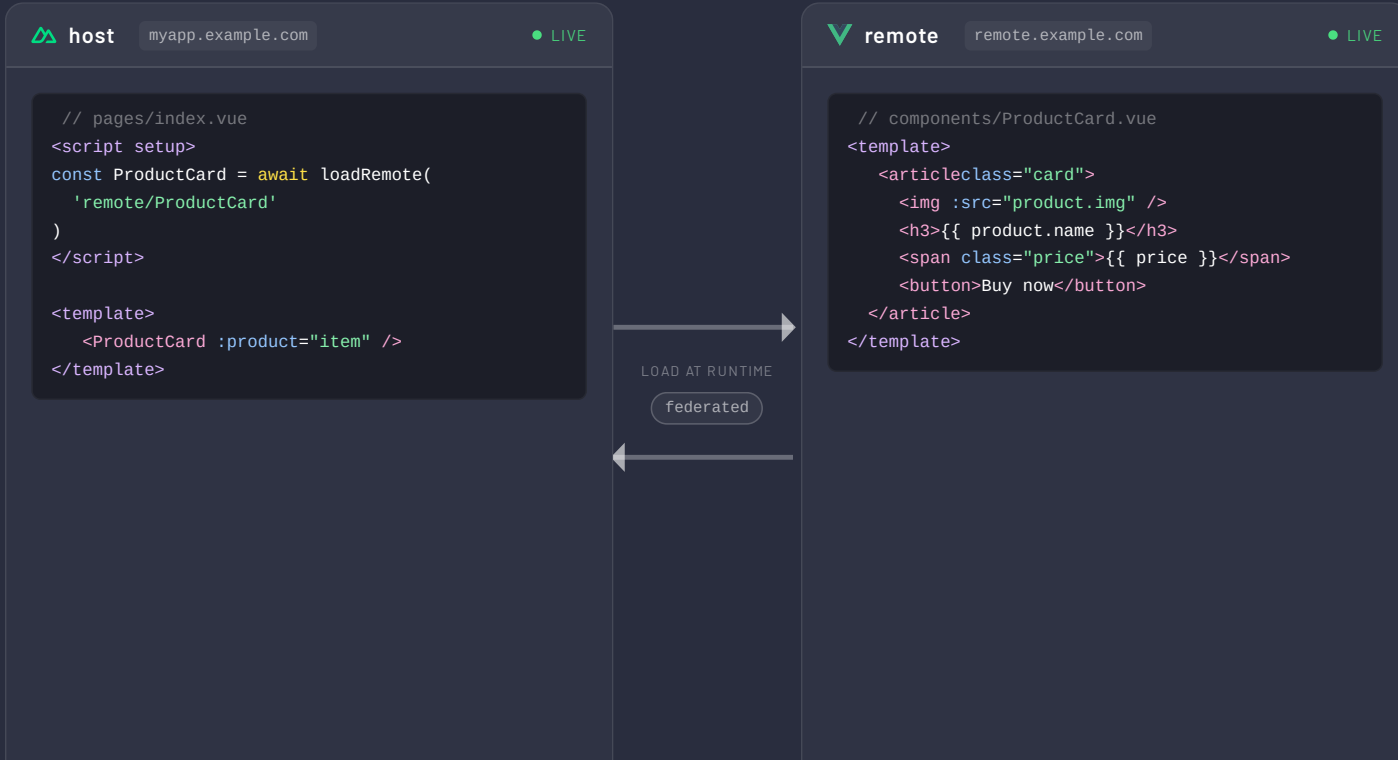 host myapp.example.com LIVE
// pages/index.vue
<script setup>
const ProductCard = await loadRemote(
'remote/ProductCard'
)
</script>
<template>
<ProductCard :product="item" />
</template>
LOAD AT RUNTIME
federated
remote remote.example.com LIVE
// components/ProductCard.vue
<template>
<articleclass="card">
<img :src="product.img" />
<h3>{{ product.name }}</h3>
<span class="price">{{ price }}</span>
<button>Buy now</button>
</article>
</template>